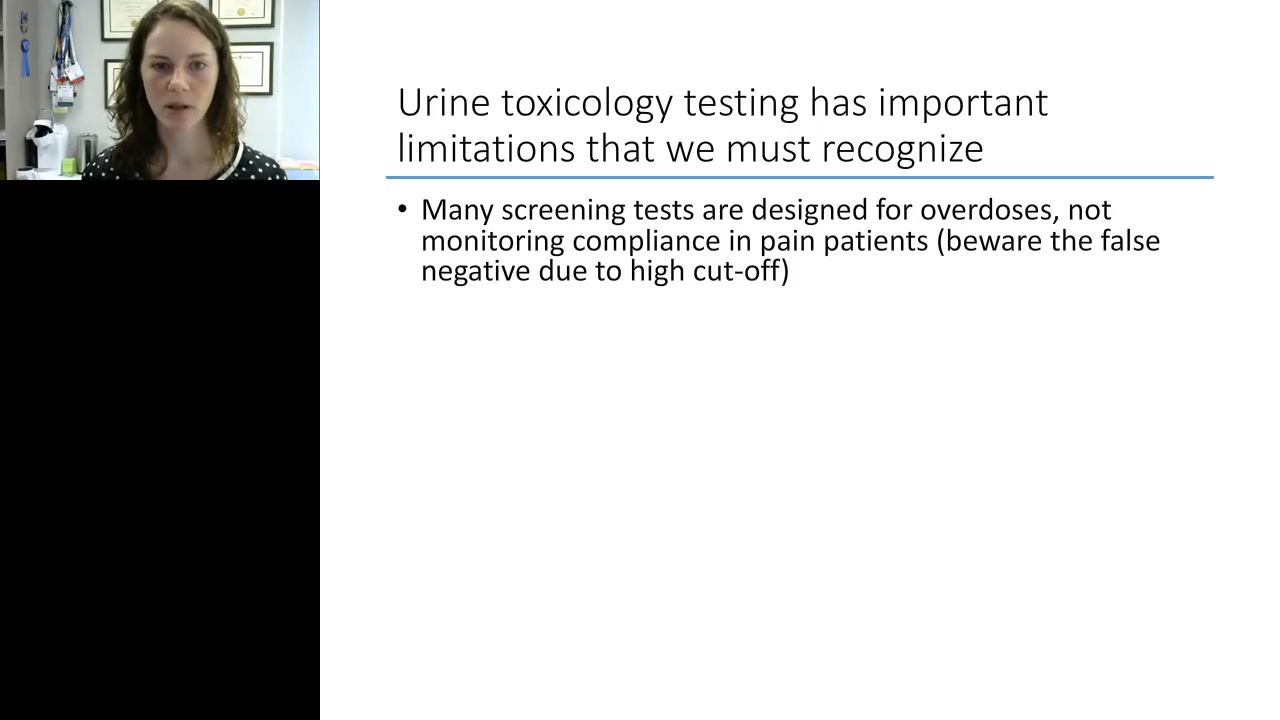 Urine toxicology testing has important
limitations that we must recognize
• Many screening tests are designed for overdoses, not
monitoring compliance in pain patients (beware the false
negative due to high cut-off)